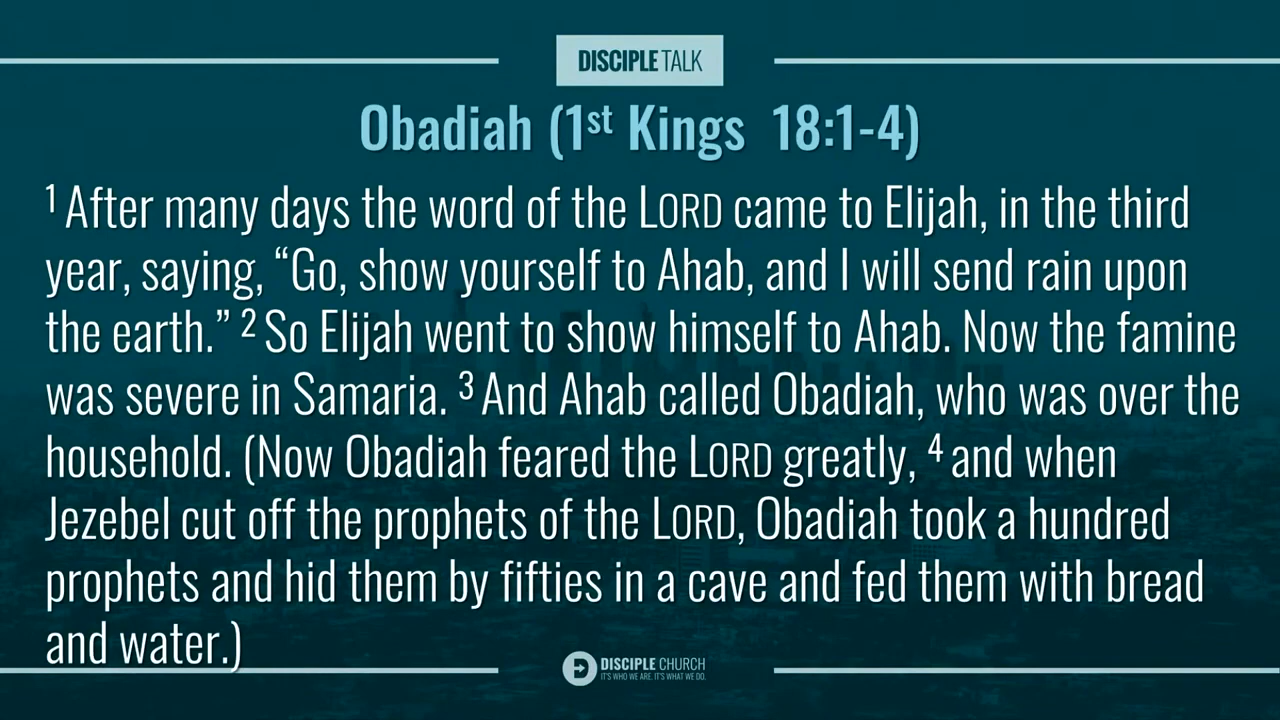 DISCIPLE TALK
Obadiah (1st Kings 18:1-4)
1 After many days the word of the LORD came to Elijah, in the third
year, saying, “Go, show yourself to Ahab, and I will send rain upon
the earth.” 2 So Elijah went to show himself to Ahab. Now the famine
was severe in Samaria. 3 And Ahab called Obadiah, who was over the
household. (Now Obadiah feared the LORD greatly, 4 and when
Jezebel cut off the prophets of the LORD, Obadiah took a hundred
prophets and hid them by fifties in a cave and fed them with bread
and water.)
DISCIPLE CHURCH
IT'S WHO WE ARE. IT'S WHAT WE DO.